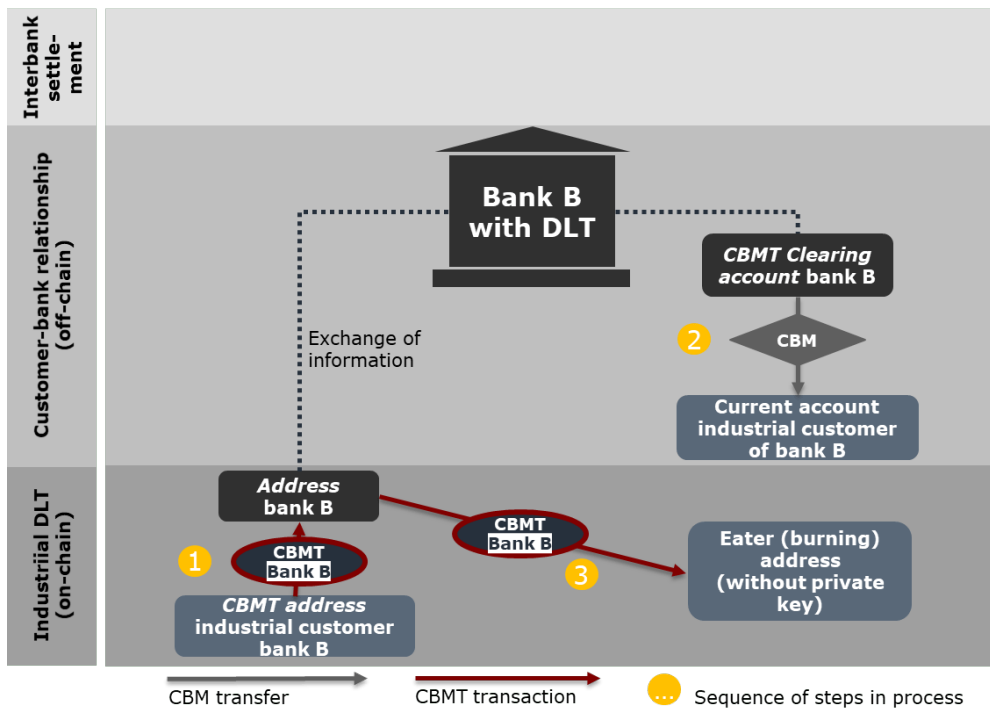 Interbank
settle-
ment
Customer-bank relationship
(off-chain)
Industriial DLT
(on-chain)
Bank B
with DLT
CBMT Clearing
account bank B
Exchange of
information
2
CBM
Current account
industrial customer
of bank B
Address
bank B
1
CBMT
Bank B
CBMT address
industrial customer
bank B
CBMT
Bank B
3
Eater (burning)
address
(without private
key)
CBM transfer
CBMT transaction
...
Sequence of steps in process